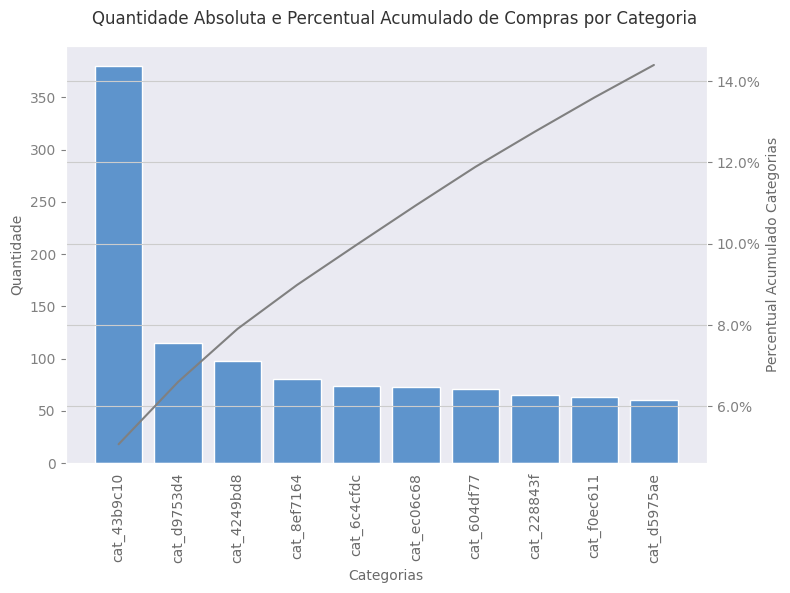 Quantidade Absoluta e Percentual Acumulado de Compras por Categoria
Quantidade
350
300
250
200
150
100
50
0
14.0%
12.0%
10.0%
8.0%
6.0%
Percentual Acumulado Categorias
cat_43b9c10
cat_d9753d4
cat_4249bd8
cat_8ef7164
cat_6c4cfdc
cat_ec06c68
cat_604df77
cat_228843f
cat_f0ec611
cat_d5975ae
Categorias